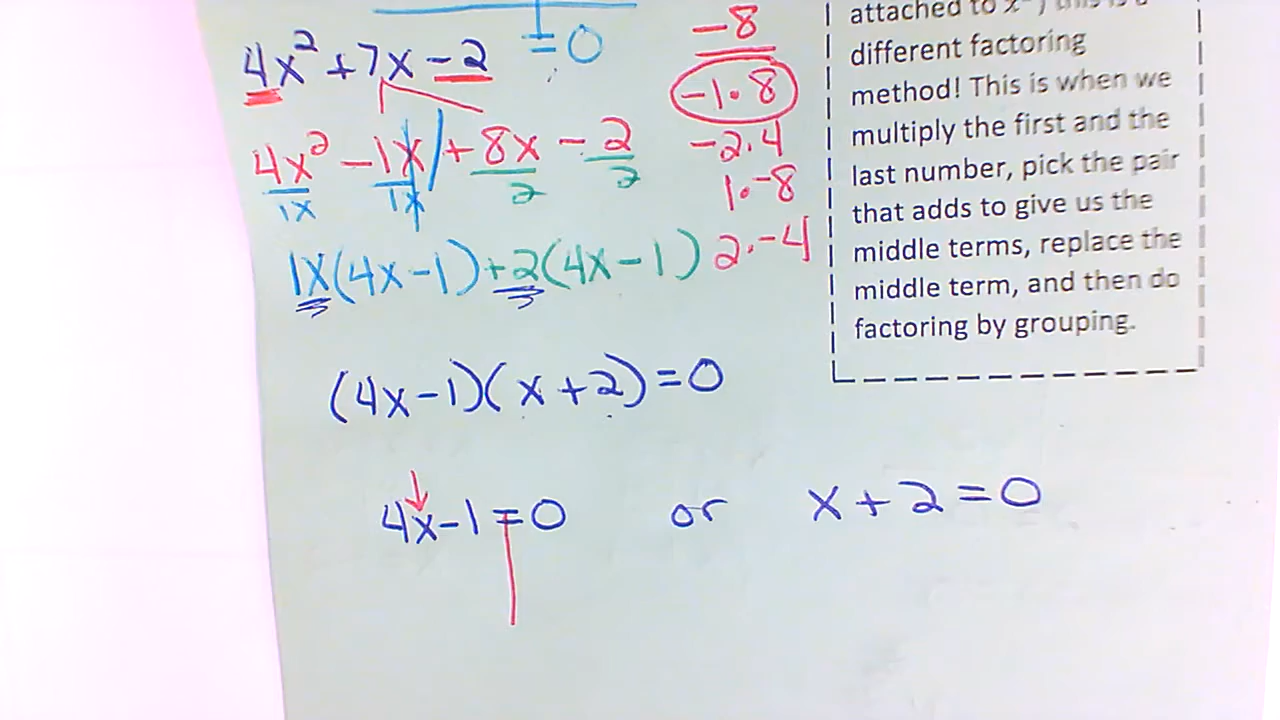 4x² + 7x - 2 = 0
4x² - 1x + 8x - 2
1x 1x 2 2
1x(4x - 1) + 2(4x - 1)
(4x - 1)(x + 2) = 0
4x - 1 = 0 or x + 2 = 0
-8
-1 · 8
-2 · 4
1 · -8
2 · -4
attached to x
different factoring
method! This is when we
multiply the first and the
last number, pick the pair
that adds to give us the
middle terms, replace the
middle term, and then do
factoring by grouping.